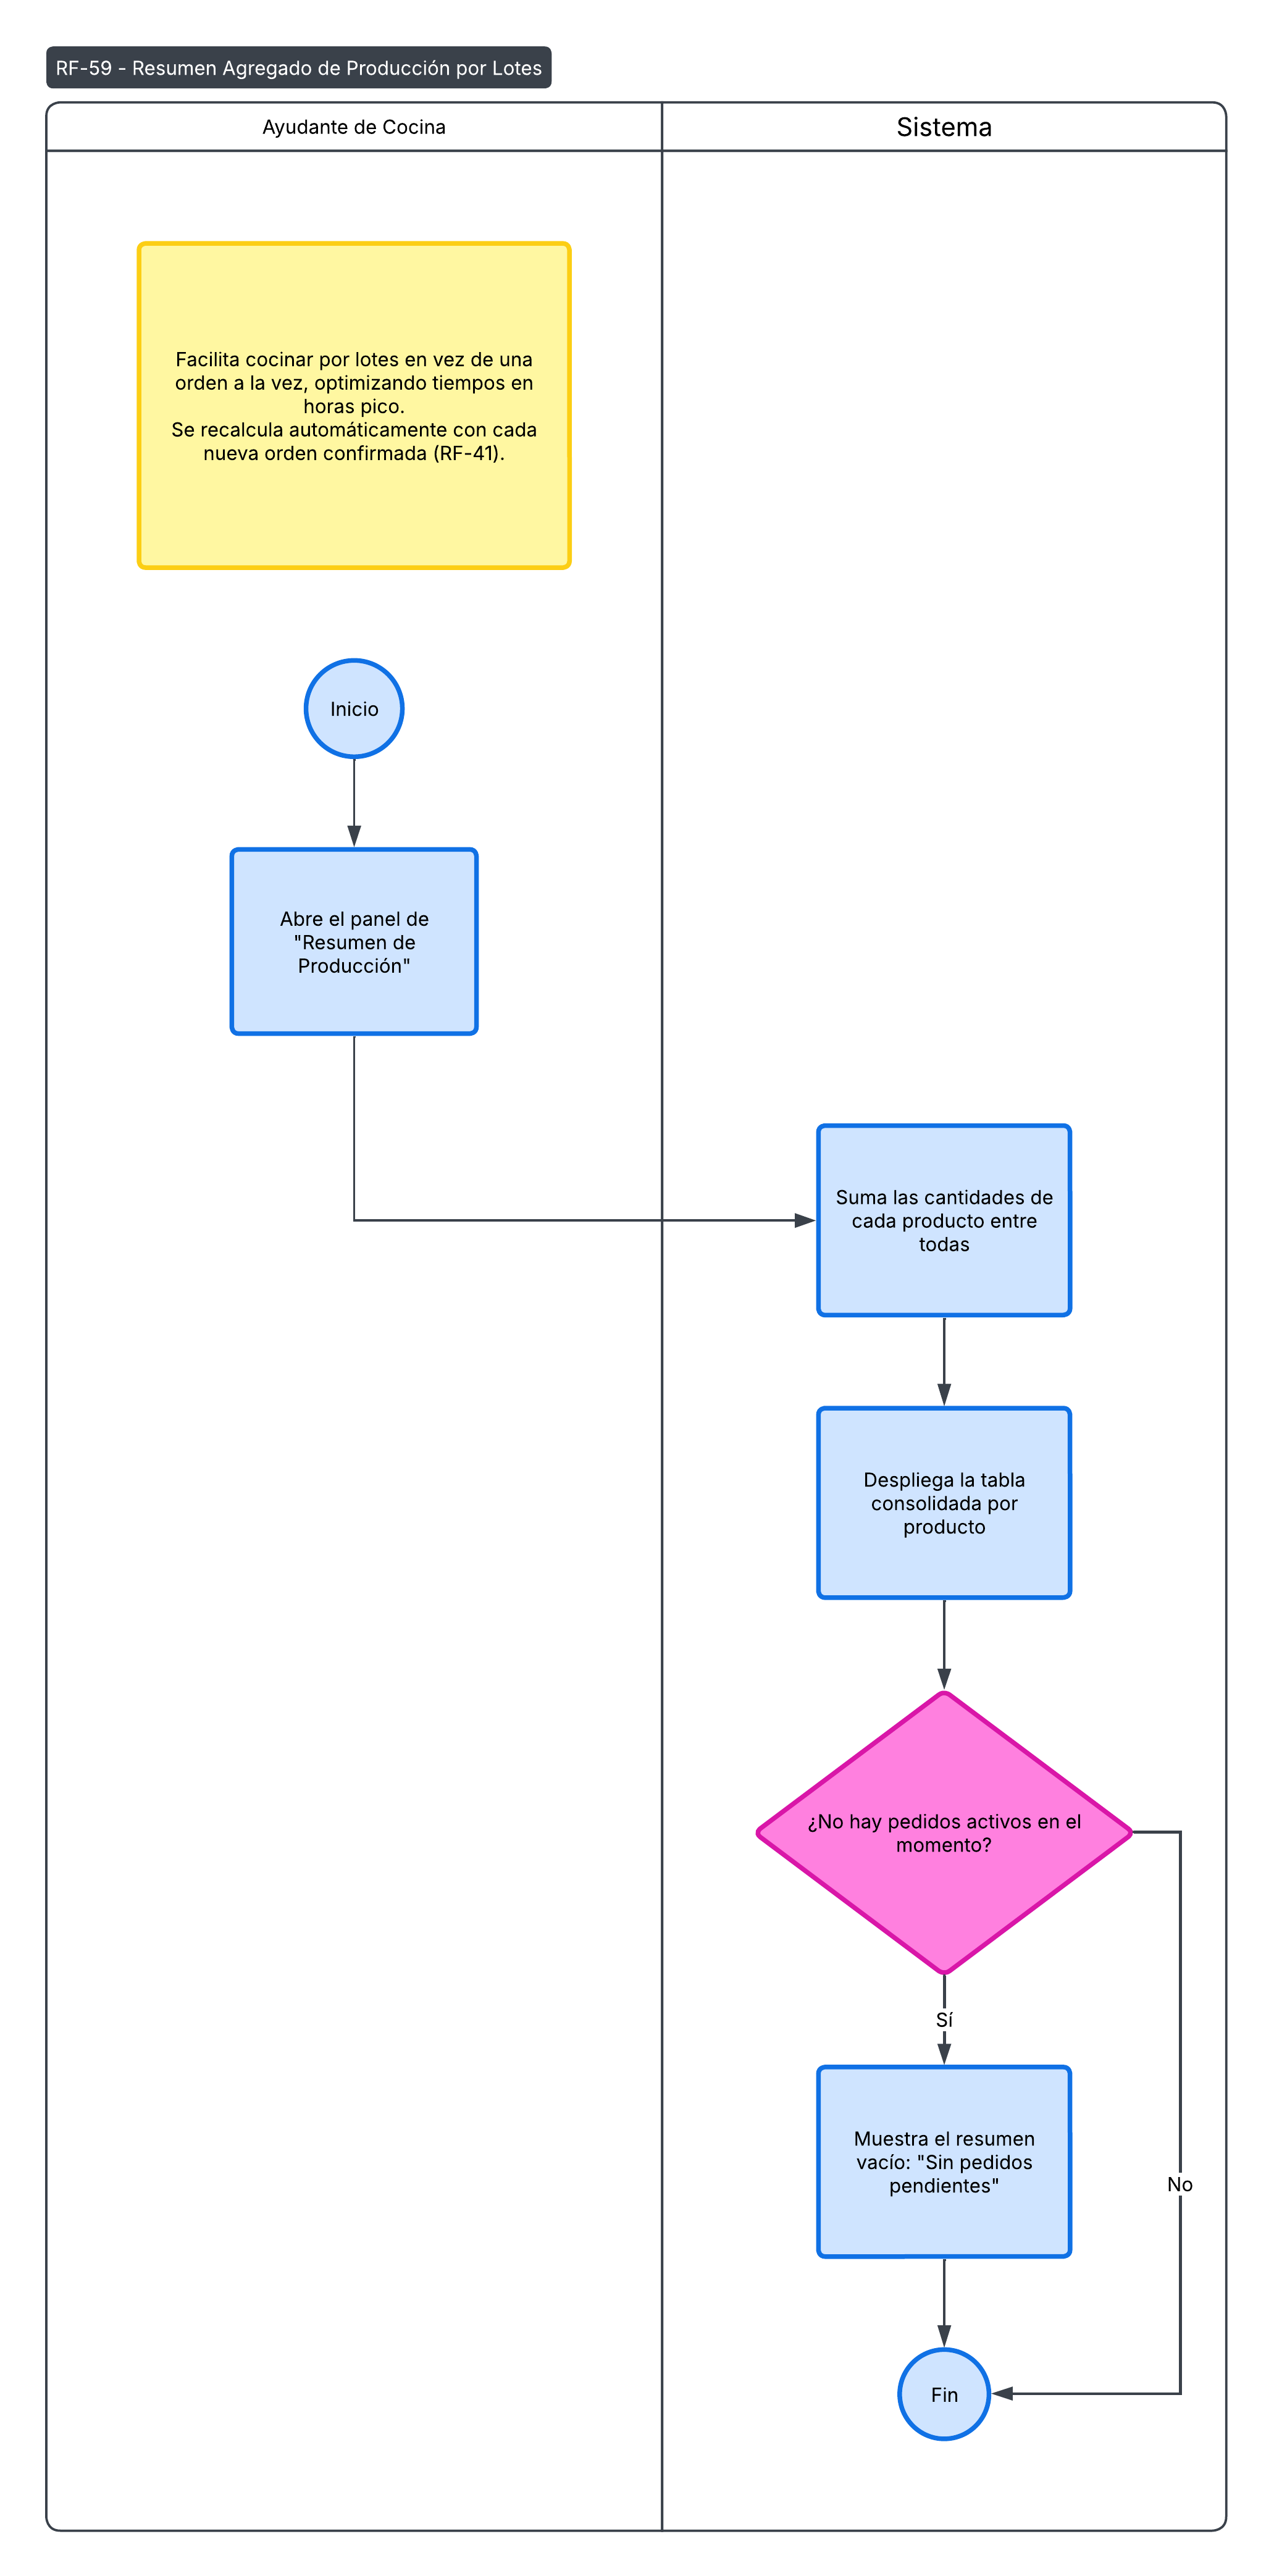 RF-59 - Resumen Agregado de Producción por Lotes
Ayudante de Cocina
Sistema
Facilita cocinar por lotes en vez de una
orden a la vez, optimizando tiempos en
horas pico.
Se recalcula automáticamente con cada
nueva orden confirmada (RF-41).
Inicio
Abre el panel de
"Resumen de
Producción"
Suma las cantidades de
cada producto entre
todas
Despliega la tabla
consolidada por
producto
¿No hay pedidos activos en el
momento?
Sí
Muestra el resumen
vacío: "Sin pedidos
pendientes"
No
Fin